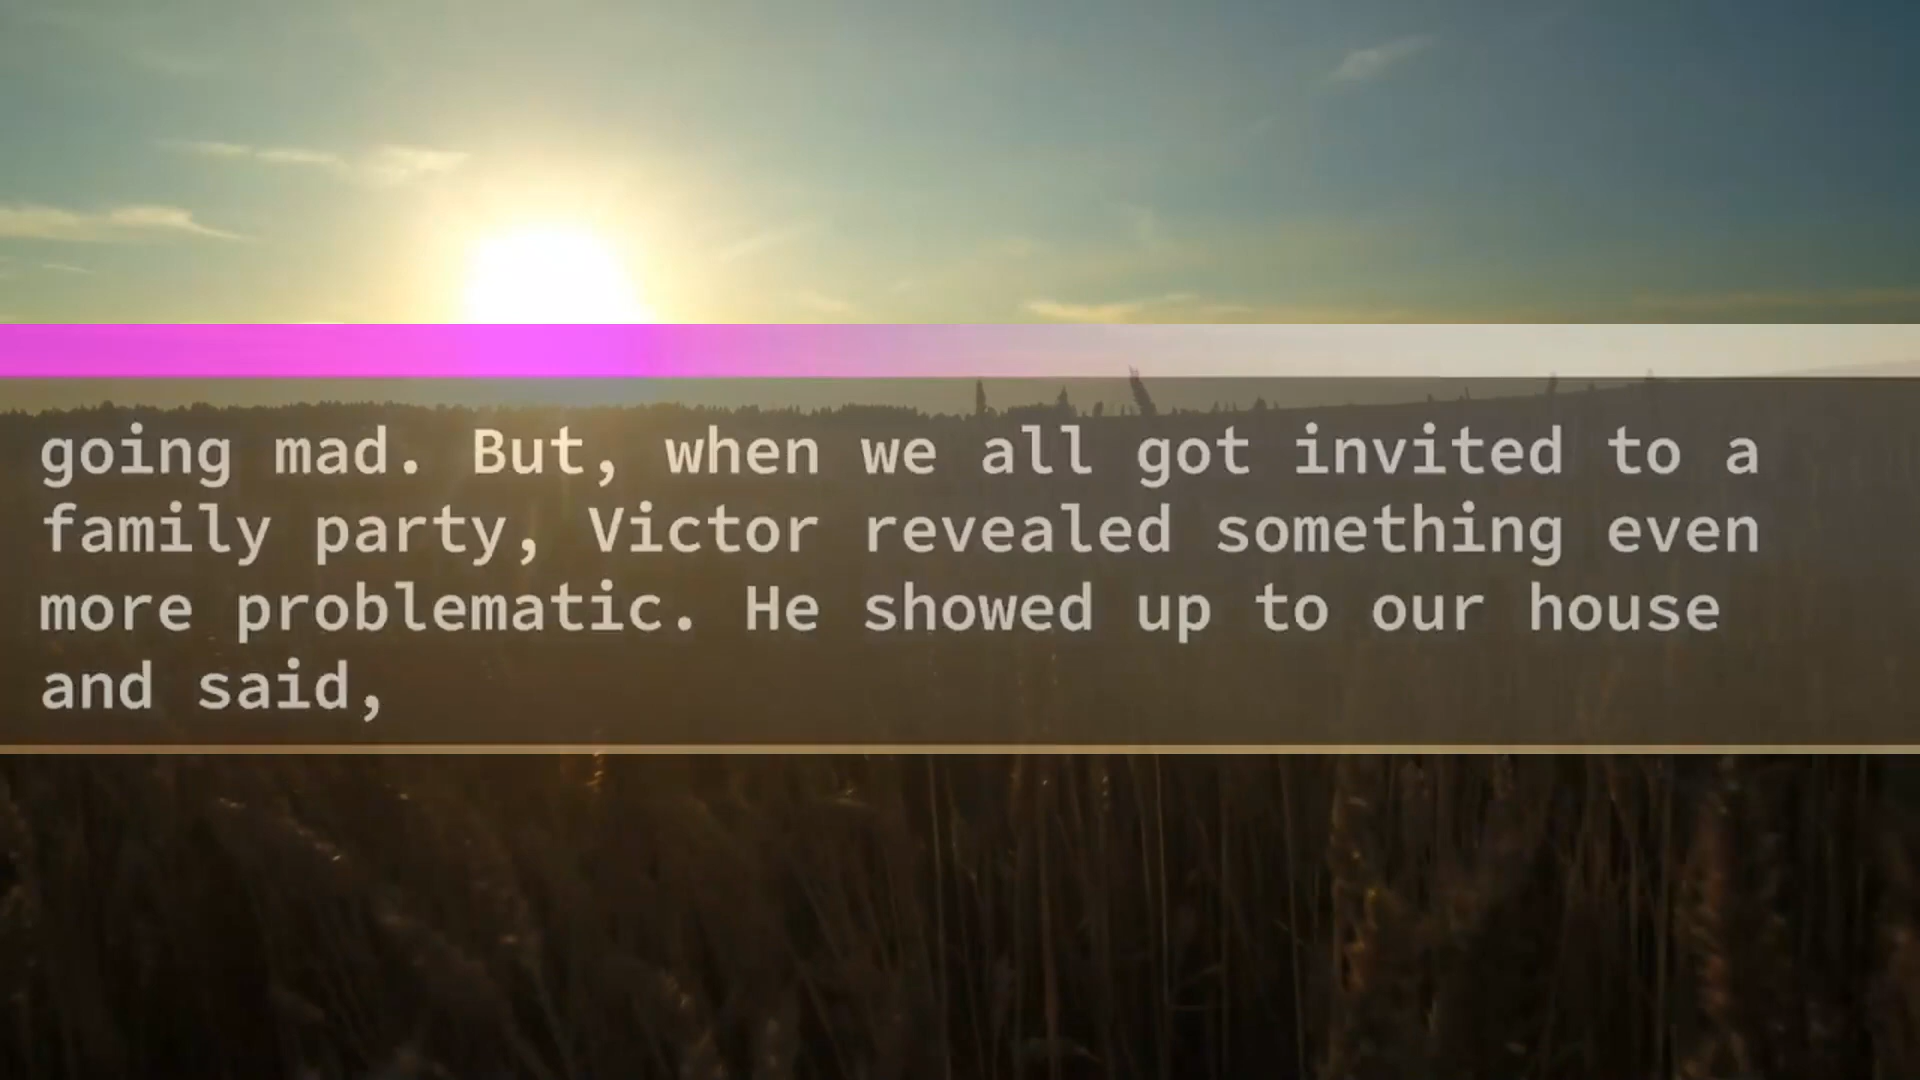 going mad. But, when we all got invited to a
family party, Victor revealed something even
more problematic. He showed up to our house
and said,